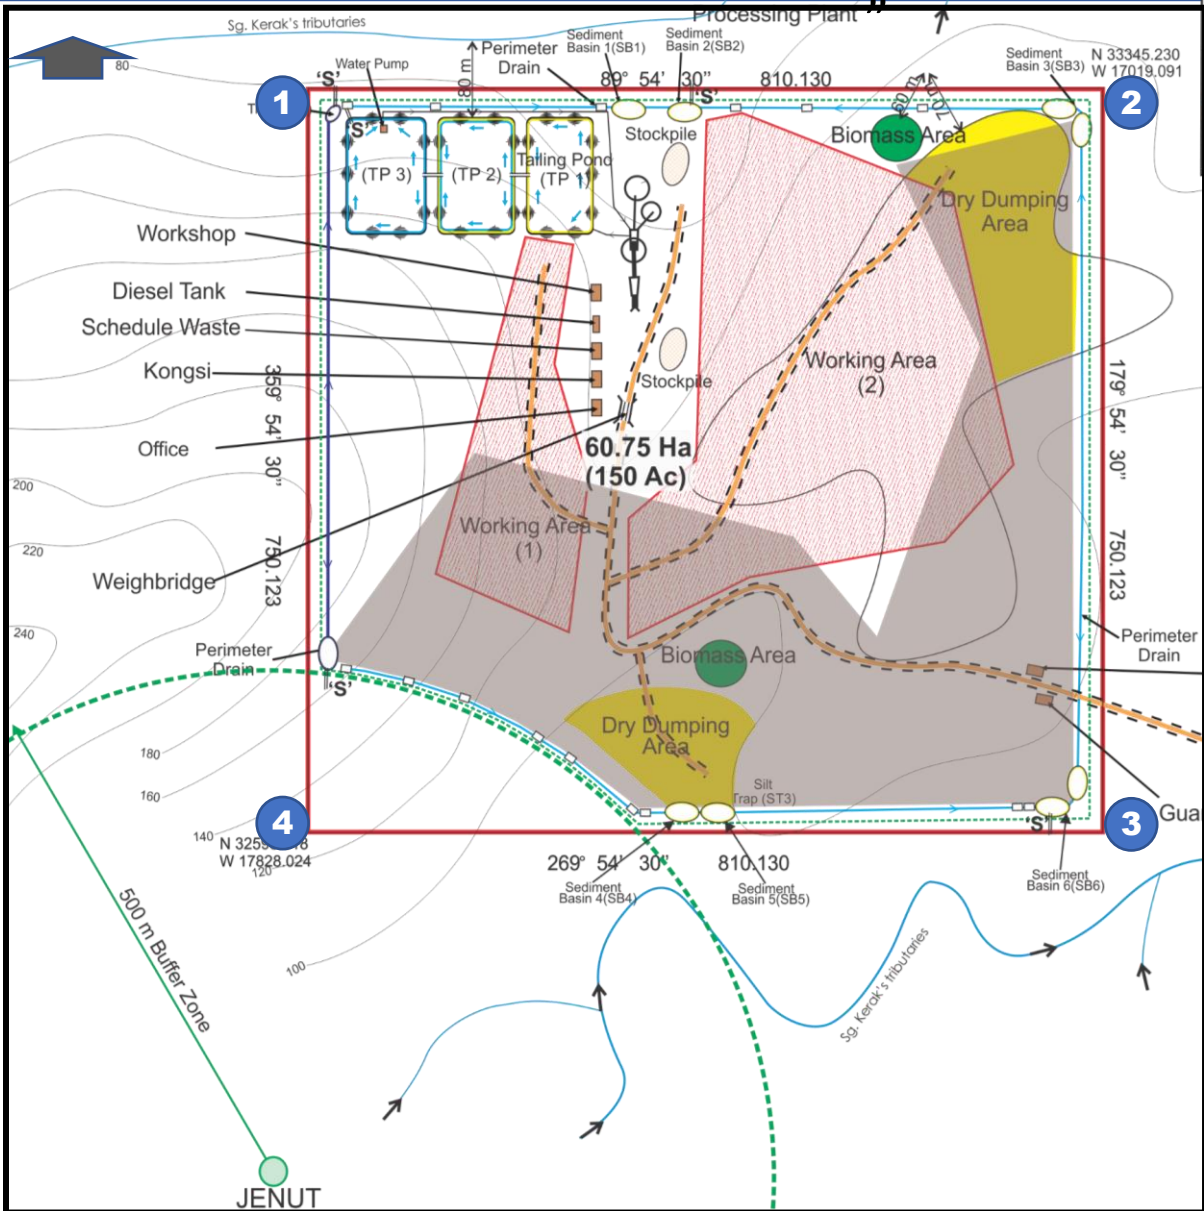 Processing Plant "
Sg. Kerak's tributaries
80
'S'
Water Pump
80 m
Perimeter
Drain
Sediment
Basin 1(SB1)
Sediment
Basin 2(SB2)
Sediment
Basin 3(SB3)
N 33345.230
W 17019.091
89° 54' 30"
810.130
'S'
60 m
70 m
1
2
'S'
Stockpile
Biomass Area
(TP 3)
(TP 2)
Tailing Pond
(TP 1)
Dry Dumping
Area
Workshop
Diesel Tank
Schedule Waste
Kongsi
Office
Weighbridge
Stockpile
Working Area
(2)
359° 54' 30"
750.123
179° 54' 30"
750.123
60.75 Ha
(150 Ac)
200
220
240
Working Area
(1)
Perimeter
Drain
'S'
Biomass Area
Perimeter
Drain
Dry Dumping
Area
Silt
Trap (ST3)
180
160
140
120
100
4
3
'S'
N
W 17828.024
269° 54' 30"
810.130
Sediment
Basin 4(SB4)
Sediment
Basin 5(SB5)
Sediment
Basin 6(SB6)
500 m Buffer Zone
Sg. Kerak's tributaries
JENUT